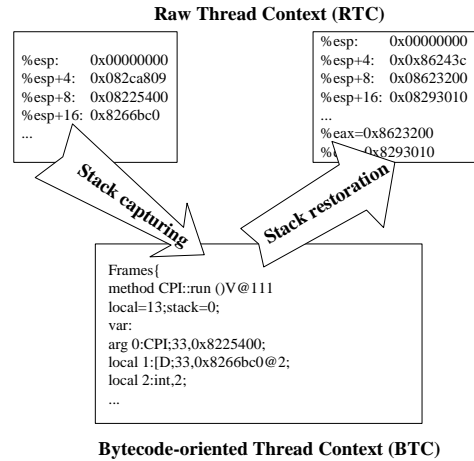 Raw Thread Context (RTC)
%esp: 0x00000000
%esp+4: 0x082ca809
%esp+8: 0x08225400
%esp+16: 0x8266bc0
...
%esp: 0x00000000
%esp+4: 0x0x86243c
%esp+8: 0x08623200
%esp+16: 0x08293010
...
%eax=0x8623200
0x8293010
Stack capturing
Stack restoration
Frames{
method CPI::run ()V@111
local=13;stack=0;
var:
arg 0:CPI;33,0x8225400;
local 1:[D;33,0x8266bc0@2;
local 2:int,2;
...
Bytecode-oriented Thread Context (BTC)